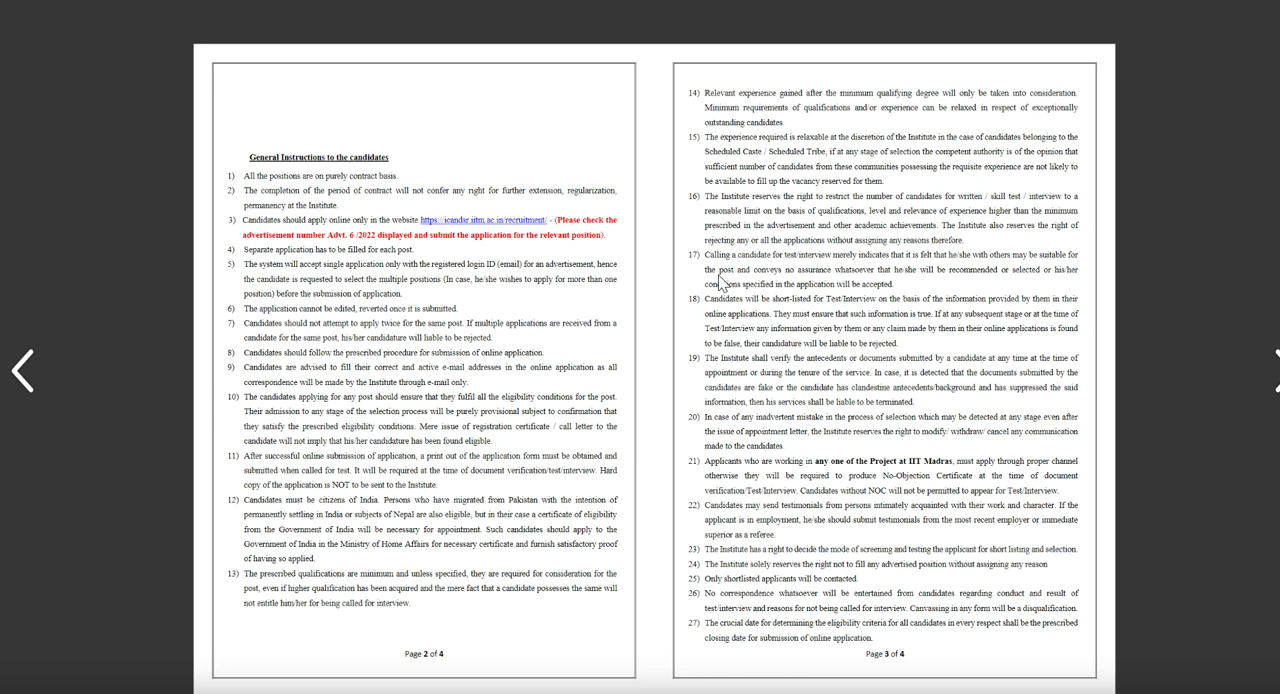 General Instructions to the candidates
1) All the positions are on purely contract basis.
2) The completion of the period of contract will not confer any right for further extension, regularization,
permanency at the Institute.
3) Candidates should apply online only in the website https://icandsr.iitm.ac.in/recruitment/ - (Please check the
advertisement number Advt. 6 /2022 displayed and submit the application for the relevant position).
4) Separate application has to be filled for each post.
5) The system will accept single application only with the registered login ID (email) for an advertisement, hence
the candidate is requested to select the multiple positions (In case, he/she wishes to apply for more than one
position) before the submission of application.
6) The application cannot be edited, reverted once it is submitted.
7) Candidates should not attempt to apply twice for the same post. If multiple applications are received from a
candidate for the same post, his/her candidature will liable to be rejected.
8) Candidates should follow the prescribed procedure for submission of online application.
9) Candidates are advised to fill their correct and active e-mail addresses in the online application as all
correspondence will be made by the Institute through e-mail only.
10) The candidates applying for any post should ensure that they fulfil all the eligibility conditions for the post.
Their admission to any stage of the selection process will be purely provisional subject to confirmation that
they satisfy the prescribed eligibility conditions. Mere issue of registration certificate / call letter to the
candidate will not imply that his/her candidature has been found eligible.
11) After successful online submission of application, a print out of the application form must be obtained and
submitted when called for test. It will be required at the time of document verification/test/interview. Hard
copy of the application is NOT to be sent to the Institute.
12) Candidates must be citizens of India. Persons who have migrated from Pakistan with the intention of
permanently settling in India or subjects of Nepal are also eligible, but in their case a certificate of eligibility
from the Government of India will be necessary for appointment. Such candidates should apply to the
Government of India in the Ministry of Home Affairs for necessary certificate and furnish satisfactory proof
of having so applied.
13) The prescribed qualifications are minimum and unless specified, they are required for consideration for the
post, even if higher qualification has been acquired and the mere fact that a candidate possesses the same will
not entitle him/her for being called for interview.
Page 2 of 4
14) Relevant experience gained after the minimum qualifying degree will only be taken into consideration.
Minimum requirements of qualifications and/or experience can be relaxed in respect of exceptionally
outstanding candidates.
15) The experience required is relaxable at the discretion of the Institute in the case of candidates belonging to the
Scheduled Caste / Scheduled Tribe, if at any stage of selection the competent authority is of the opinion that
sufficient number of candidates from these communities possessing the requisite experience are not likely to
be available to fill up the vacancy reserved for them.
16) The Institute reserves the right to restrict the number of candidates for written / skill test / interview to a
reasonable limit on the basis of qualifications, level and relevance of experience higher than the minimum
prescribed in the advertisement and other academic achievements. The Institute also reserves the right of
rejecting any or all the applications without assigning any reasons therefore.
17) Calling a candidate for test/interview merely indicates that it is felt that he/she with others may be suitable for
the post and conveys no assurance whatsoever that he/she will be recommended or selected or his/her
conditions specified in the application will be accepted.
18) Candidates will be short-listed for Test/Interview on the basis of the information provided by them in their
online applications. They must ensure that such information is true. If at any subsequent stage or at the time of
Test/Interview any information given by them or any claim made by them in their online applications is found
to be false, their candidature will be liable to be rejected.
19) The Institute shall verify the antecedents or documents submitted by a candidate at any time at the time of
appointment or during the tenure of the service. In case, it is detected that the documents submitted by the
candidates are fake or the candidate has clandestine antecedents/background and has suppressed the said
information, then his services shall be liable to be terminated.
20) In case of any inadvertent mistake in the process of selection which may be detected at any stage even after
the issue of appointment letter, the Institute reserves the right to modify/ withdraw/ cancel any communication
made to the candidates.
21) Applicants who are working in any one of the Project at IIT Madras, must apply through proper channel
otherwise they will be required to produce No-Objection Certificate at the time of document
verification/Test/Interview. Candidates without NOC will not be permitted to appear for Test/Interview.
22) Candidates may send testimonials from persons intimately acquainted with their work and character. If the
applicant is in employment, he/she should submit testimonials from the most recent employer or immediate
superior as a referee.
23) The Institute has a right to decide the mode of screening and testing the applicant for short listing and selection.
24) The Institute solely reserves the right not to fill any advertised position without assigning any reason
25) Only shortlisted applicants will be contacted.
26) No correspondence whatsoever will be entertained from candidates regarding conduct and result of
test/interview and reasons for not being called for interview. Canvassing in any form will be a disqualification.
27) The crucial date for determining the eligibility criteria for all candidates in every respect shall be the prescribed
closing date for submission of online application.
Page 3 of 4